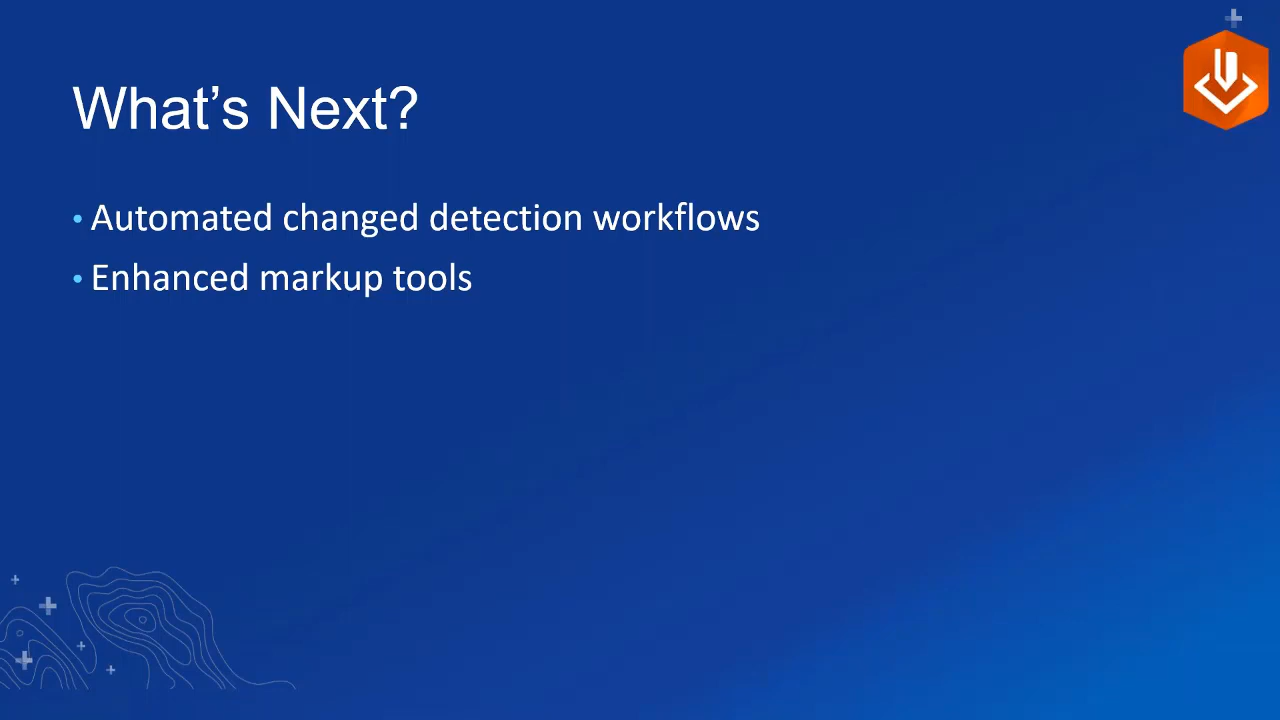 What’s Next?
• Automated changed detection workflows
• Enhanced markup tools